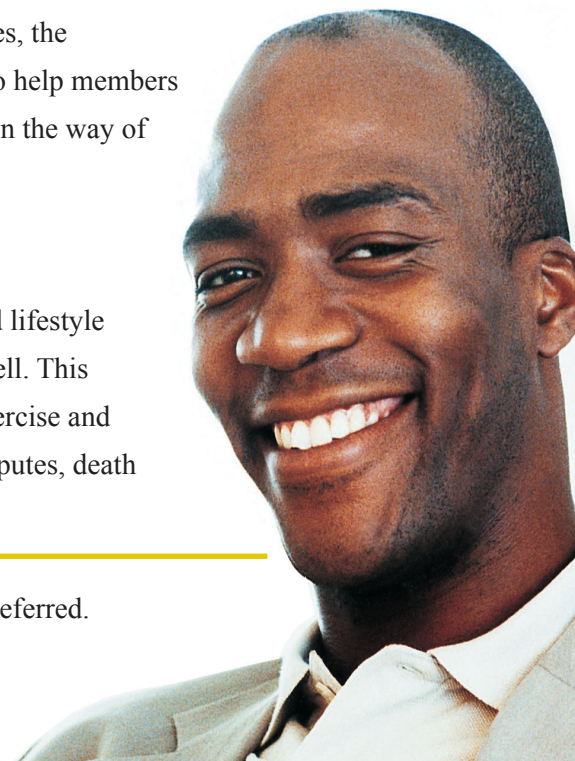 es, the
o help members
n the way of
lifestyle
ell. This
ercise and
putes, death
eferred.